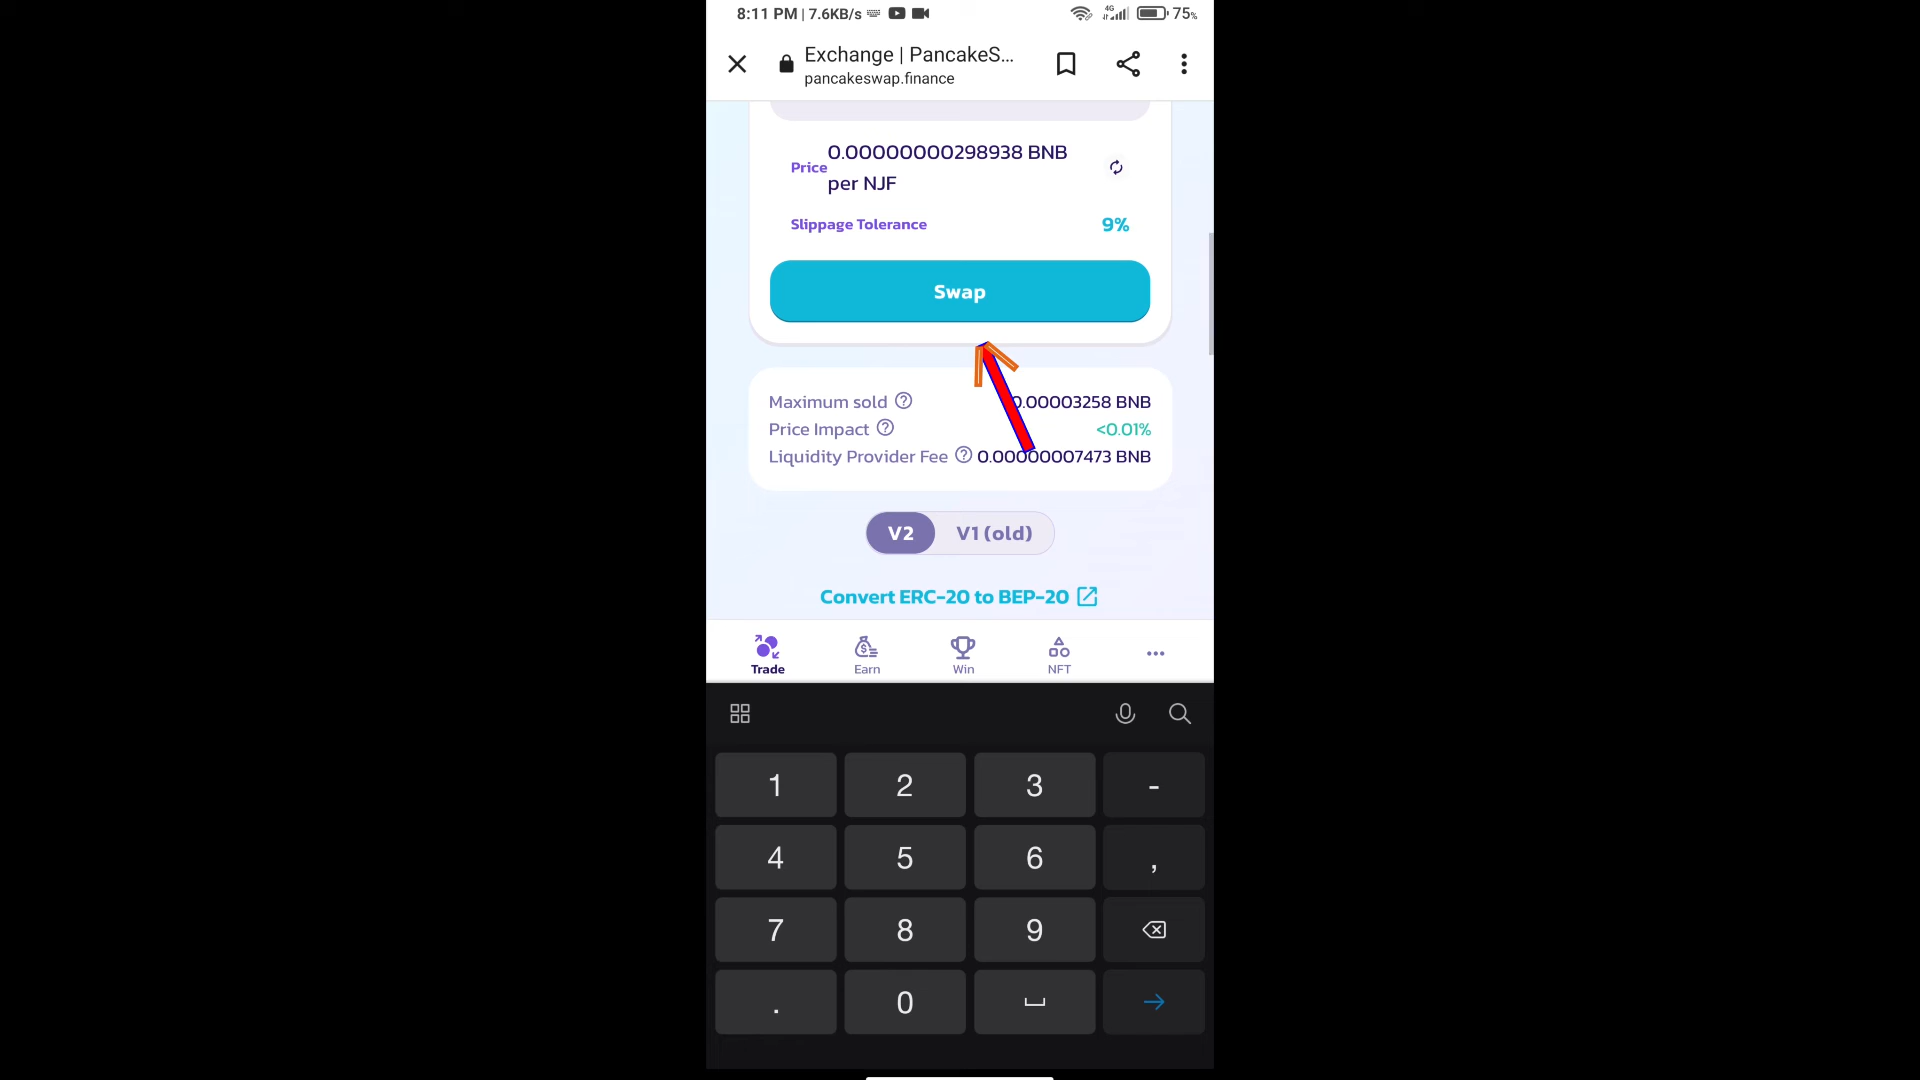 8:11 PM | 7.6KB/s 4G 75%
Exchange | PancakeS...
pancakeswap.finance
0.00000000298938 BNB
Price
per NJF
Slippage Tolerance 9%
Swap
Maximum sold 0.00003258 BNB
Price Impact <0.01%
Liquidity Provider Fee 0.00000007473 BNB
V2 V1 (old)
Convert ERC-20 to BEP-20
Trade Earn Win NFT
1 2 3 -
4 5 6 ,
7 8 9
. 0